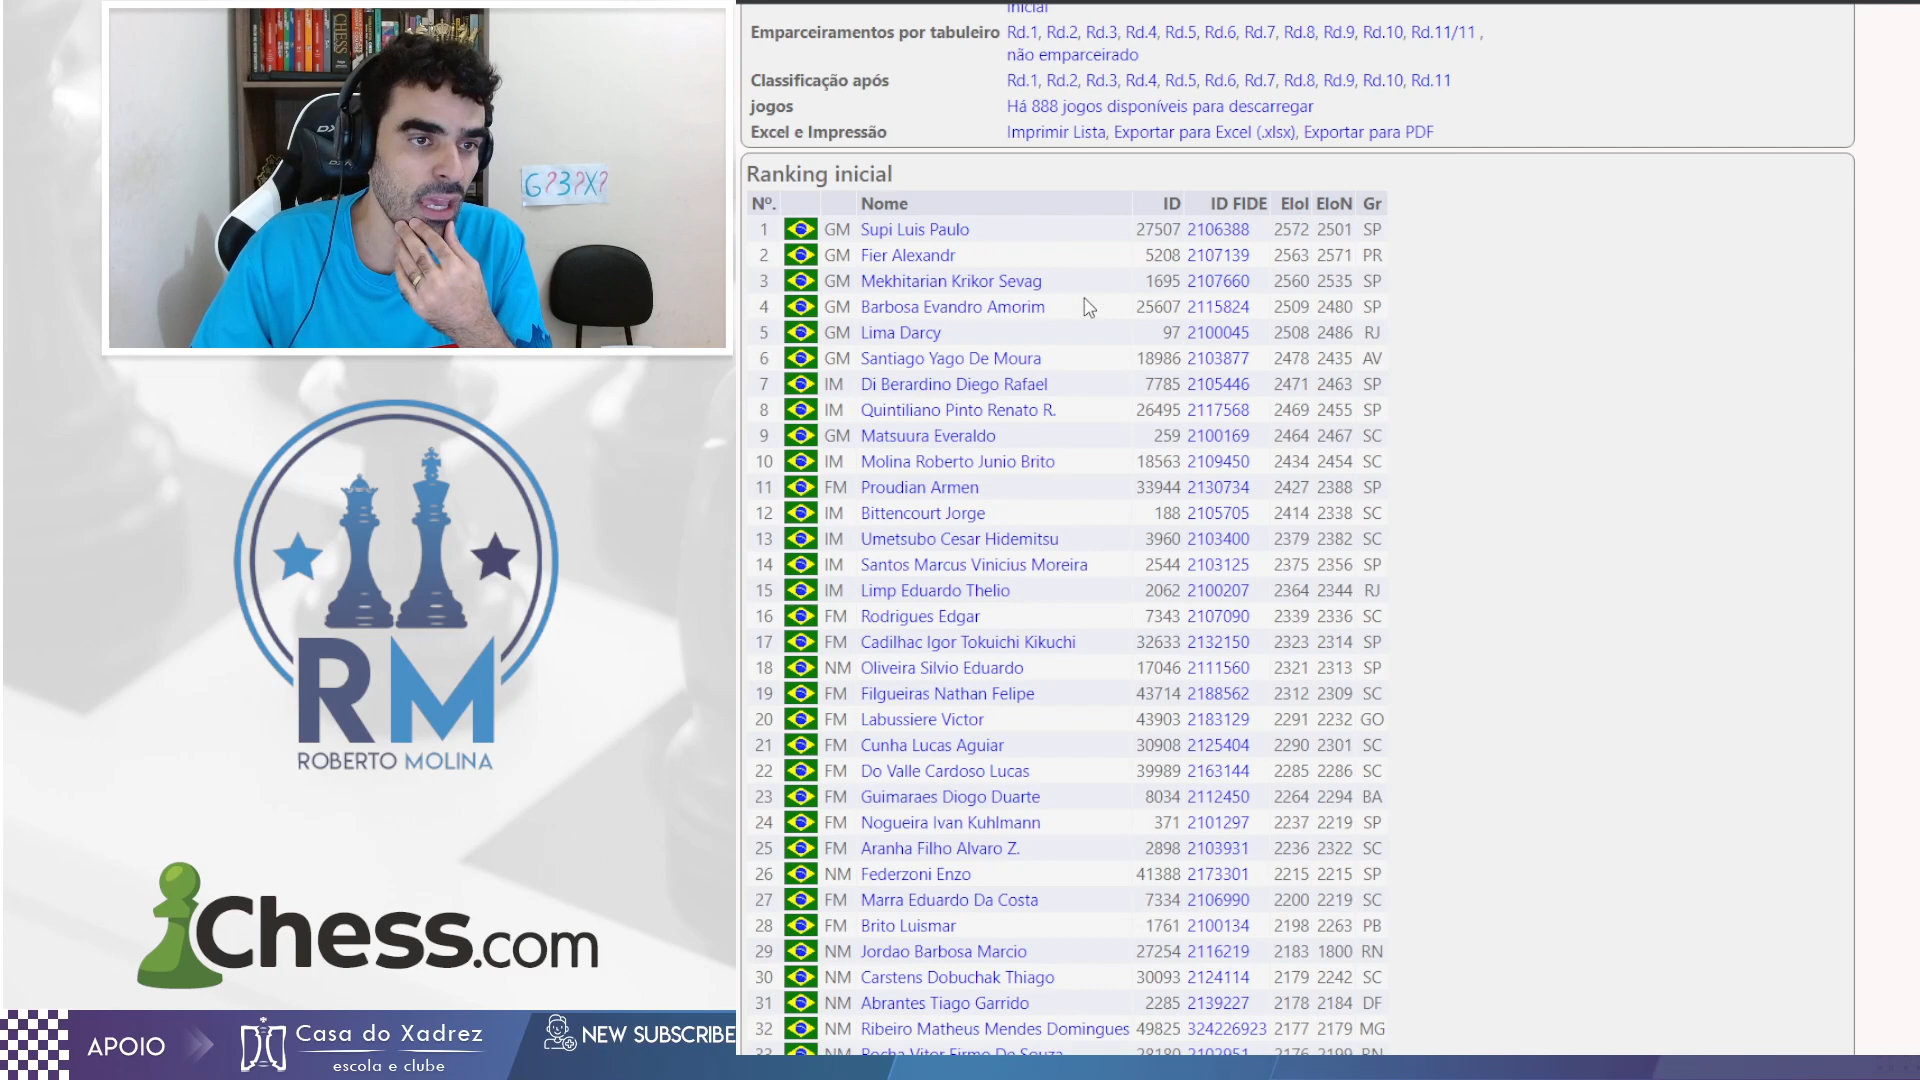 CHESS
G?3?X?
RM
ROBERTO MOLINA
Chess.com
APOIO
Casa do Xadrez
escola e clube
NEW SUBSCRIBE
inicial
Emparceiramentos por tabuleiro Rd.1, Rd.2, Rd.3, Rd.4, Rd.5, Rd.6, Rd.7, Rd.8, Rd.9, Rd.10, Rd.11/11 ,
não emparceirado
Classificação após Rd.1, Rd.2, Rd.3, Rd.4, Rd.5, Rd.6, Rd.7, Rd.8, Rd.9, Rd.10, Rd.11
jogos Há 888 jogos disponíveis para descarregar
Excel e Impressão Imprimir Lista, Exportar para Excel (.xlsx), Exportar para PDF
Ranking inicial
Nº. Nome ID ID FIDE EloI EloN Gr
1 GM Supi Luis Paulo 27507 2106388 2572 2501 SP
2 GM Fier Alexandr 5208 2107139 2563 2571 PR
3 GM Mekhitarian Krikor Sevag 1695 2107660 2560 2535 SP
4 GM Barbosa Evandro Amorim 25607 2115824 2509 2480 SP
5 GM Lima Darcy 97 2100045 2508 2486 RJ
6 GM Santiago Yago De Moura 18986 2103877 2478 2435 AV
7 IM Di Berardino Diego Rafael 7785 2105446 2471 2463 SP
8 IM Quintiliano Pinto Renato R. 26495 2117568 2469 2455 SP
9 GM Matsuura Everaldo 259 2100169 2464 2467 SC
10 IM Molina Roberto Junio Brito 18563 2109450 2434 2454 SC
11 FM Proudian Armen 33944 2130734 2427 2388 SP
12 IM Bittencourt Jorge 188 2105705 2414 2338 SC
13 IM Umetsubo Cesar Hidemitsu 3960 2103400 2379 2382 SC
14 IM Santos Marcus Vinicius Moreira 2544 2103125 2375 2356 SP
15 IM Limp Eduardo Thelio 2062 2100207 2364 2344 RJ
16 FM Rodrigues Edgar 7343 2107090 2339 2336 SC
17 FM Cadilhac Igor Tokuichi Kikuchi 32633 2132150 2323 2314 SP
18 NM Oliveira Silvio Eduardo 17046 2111560 2321 2313 SP
19 FM Filgueiras Nathan Felipe 43714 2188562 2312 2309 SC
20 FM Labussiere Victor 43903 2183129 2291 2232 GO
21 FM Cunha Lucas Aguiar 30908 2125404 2290 2301 SC
22 FM Do Valle Cardoso Lucas 39989 2163144 2285 2286 SC
23 FM Guimaraes Diogo Duarte 8034 2112450 2264 2294 BA
24 FM Nogueira Ivan Kuhlmann 371 2101297 2237 2219 SP
25 FM Aranha Filho Alvaro Z. 2898 2103931 2236 2322 SC
26 NM Federzoni Enzo 41388 2173301 2215 2215 SP
27 FM Marra Eduardo Da Costa 7334 2106990 2200 2219 SC
28 FM Brito Luismar 1761 2100134 2198 2263 PB
29 NM Jordao Barbosa Marcio 27254 2116219 2183 1800 RN
30 NM Carstens Dobuchak Thiago 30093 2124114 2179 2242 SC
31 NM Abrantes Tiago Garrido 2285 2139227 2178 2184 DF
32 NM Ribeiro Matheus Mendes Domingues 49825 324226923 2177 2179 MG
33 NM Rocha Vitor Firmo De Souza 28180 2102951 2176 2199 RN